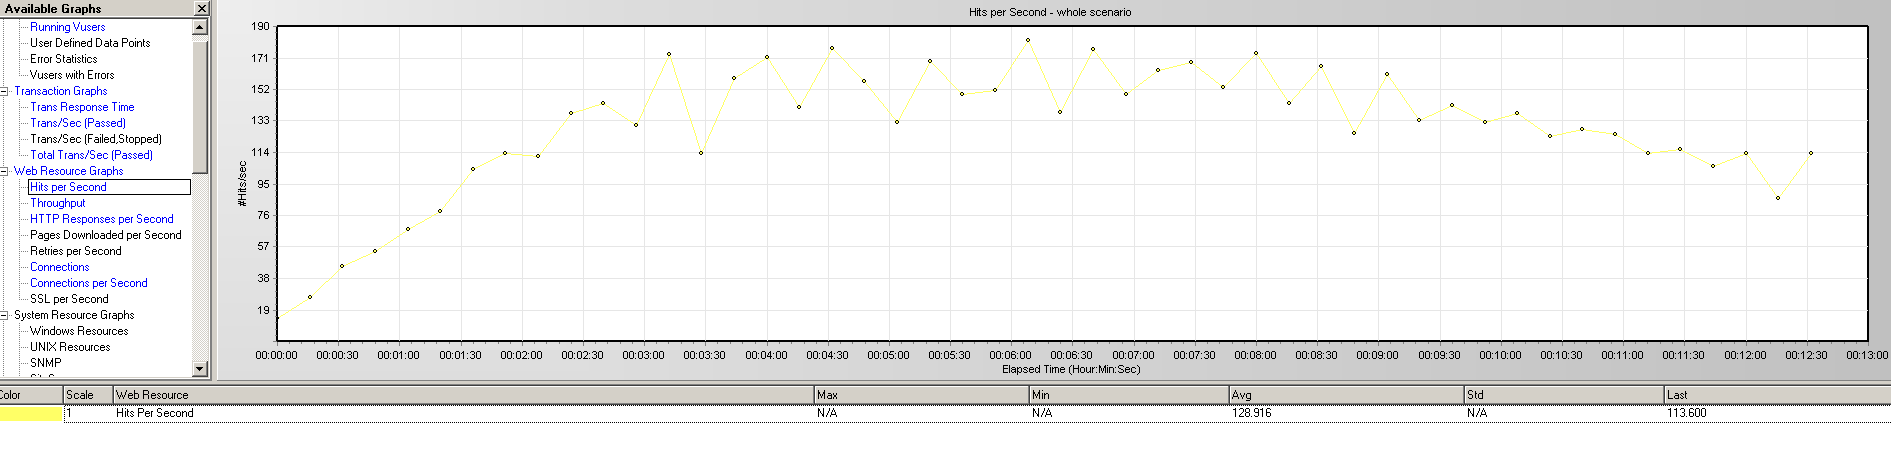 Available Graphs
Running Vusers
User Defined Data Points
Error Statistics
Vusers with Errors
Transaction Graphs
Trans Response Time
Trans/Sec (Passed)
Trans/Sec (Failed,Stopped)
Total Trans/Sec (Passed)
Web Resource Graphs
Hits per Second
Throughput
HTTP Responses per Second
Pages Downloaded per Second
Retries per Second
Connections
Connections per Second
SSL per Second
System Resource Graphs
Windows Resources
UNIX Resources
SNMP
Hits per Second - whole scenario
190
171
152
133
114
95
76
57
38
19
#Hits/sec
00:00:00 00:00:30 00:01:00 00:01:30 00:02:00 00:02:30 00:03:00 00:03:30 00:04:00 00:04:30 00:05:00 00:05:30 00:06:00 00:06:30 00:07:00 00:07:30 00:08:00 00:08:30 00:09:00 00:09:30 00:10:00 00:10:30 00:11:00 00:11:30 00:12:00 00:12:30 00:13:00
Elapsed Time (Hour:Min:Sec)
Color Scale Web Resource Max Min Avg Std Last
1 Hits Per Second N/A N/A 128.916 N/A 113.600